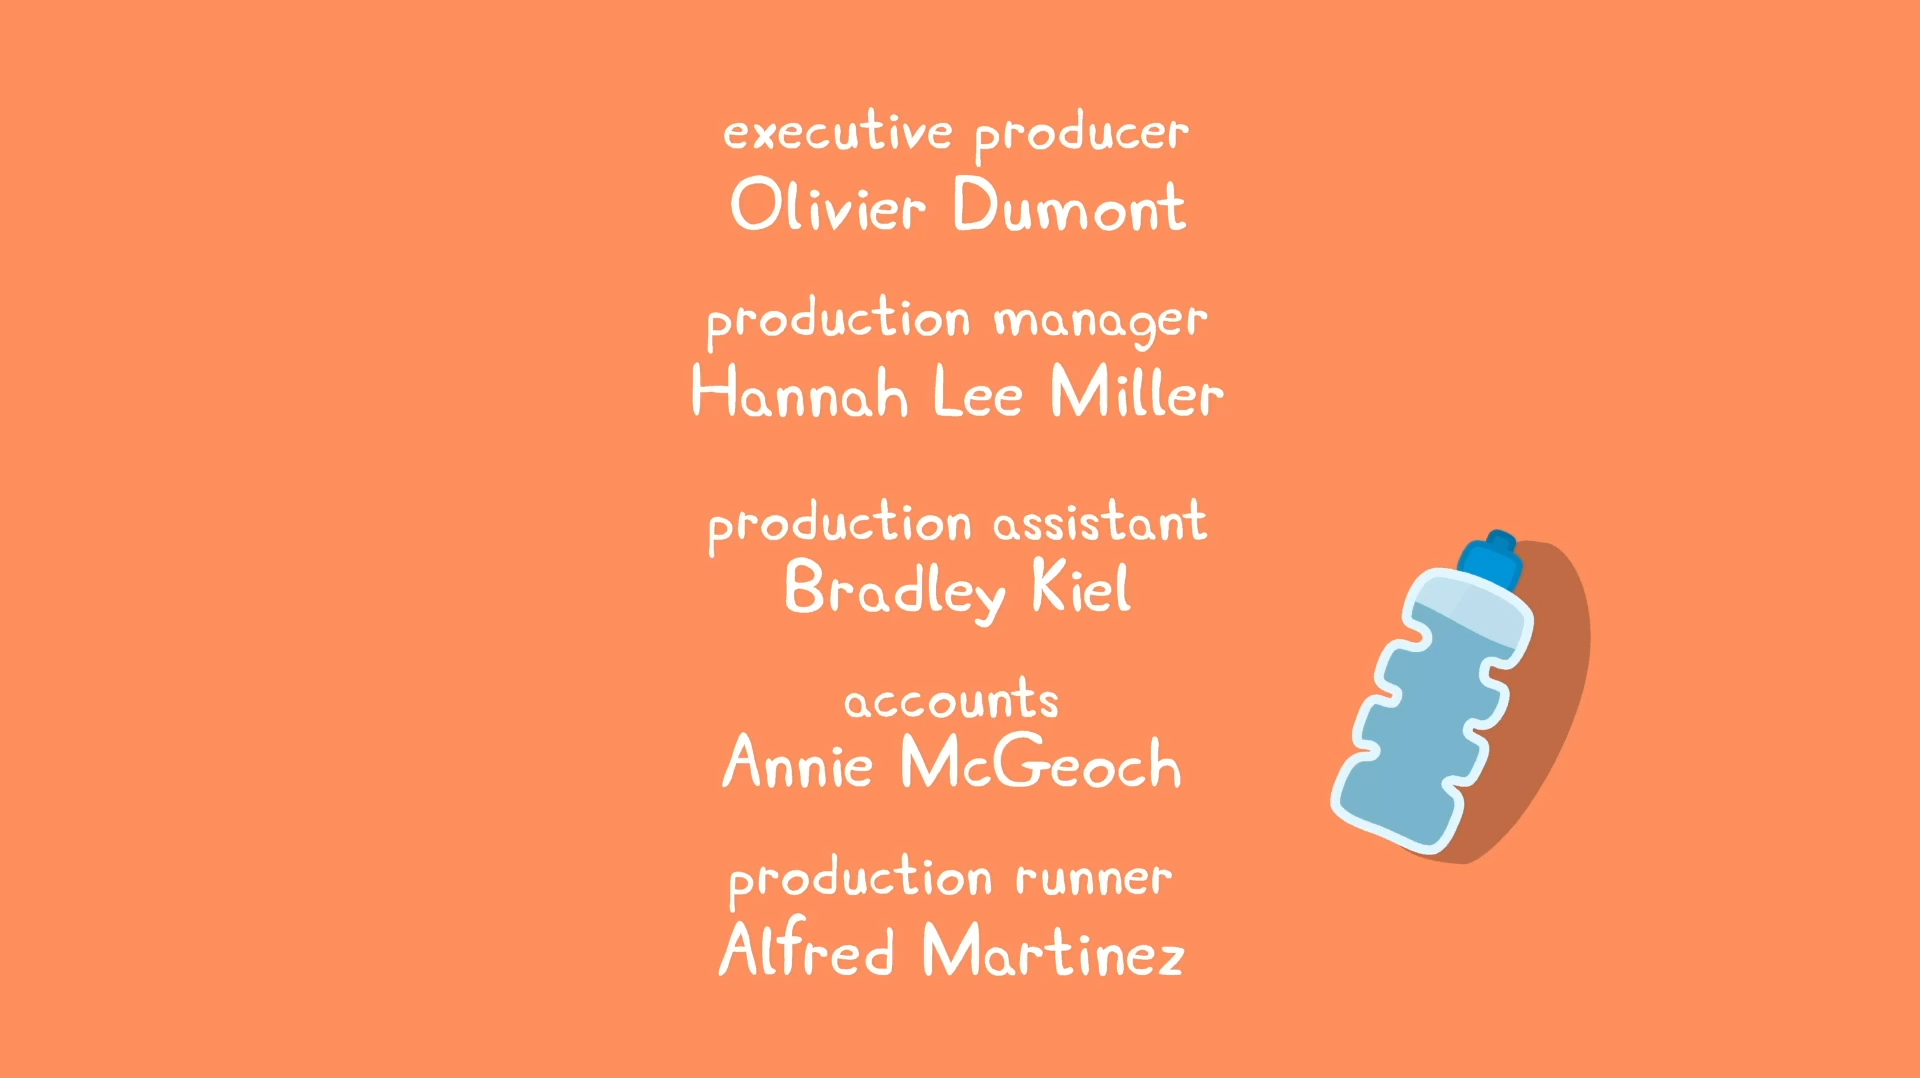 executive producer
Olivier Dumont
production manager
Hannah Lee Miller
production assistant
Bradley Kiel
accounts
Annie McGeoch
production runner
Alfred Martinez